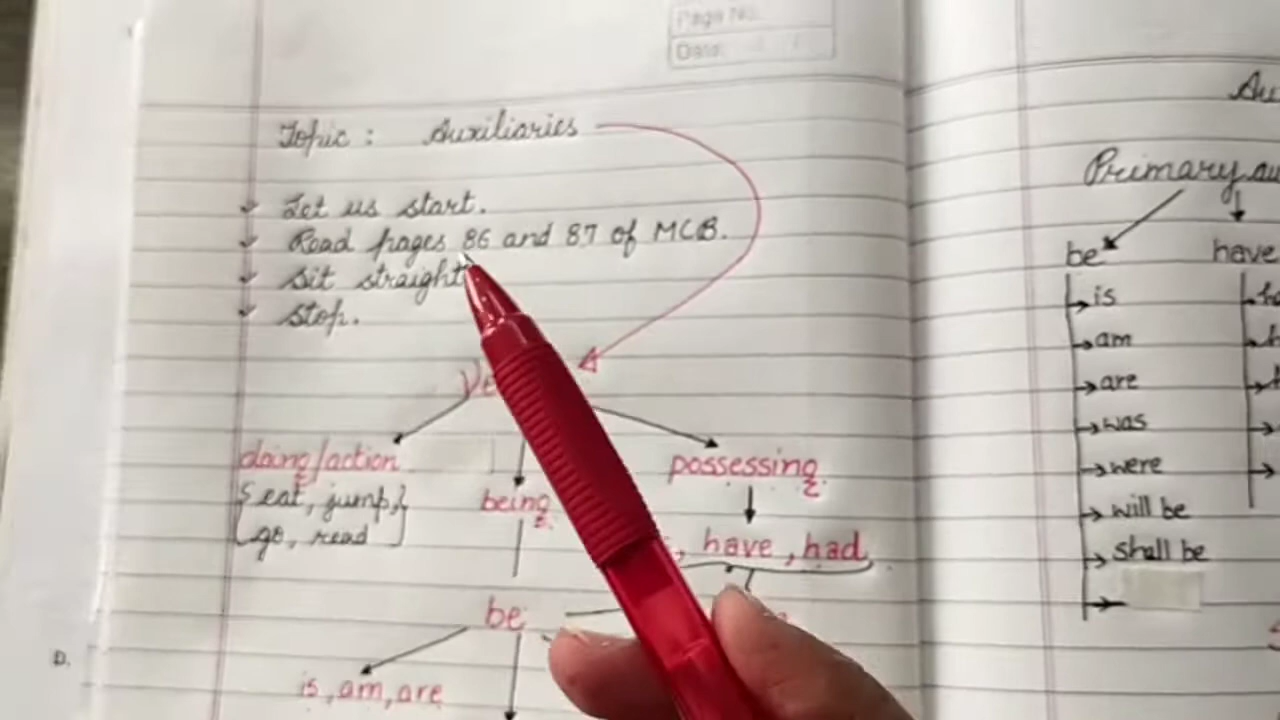 Page No.
Date
Topic : Auxiliaries
Let us start.
Read pages 86 and 87 of MCB.
Sit straight
Stop.
doing/action
possessing
eat, jump,
being
go, read
, have, had
be
is, am, are
D.
Primary
be
have
is
am
are
was
were
will be
shall be